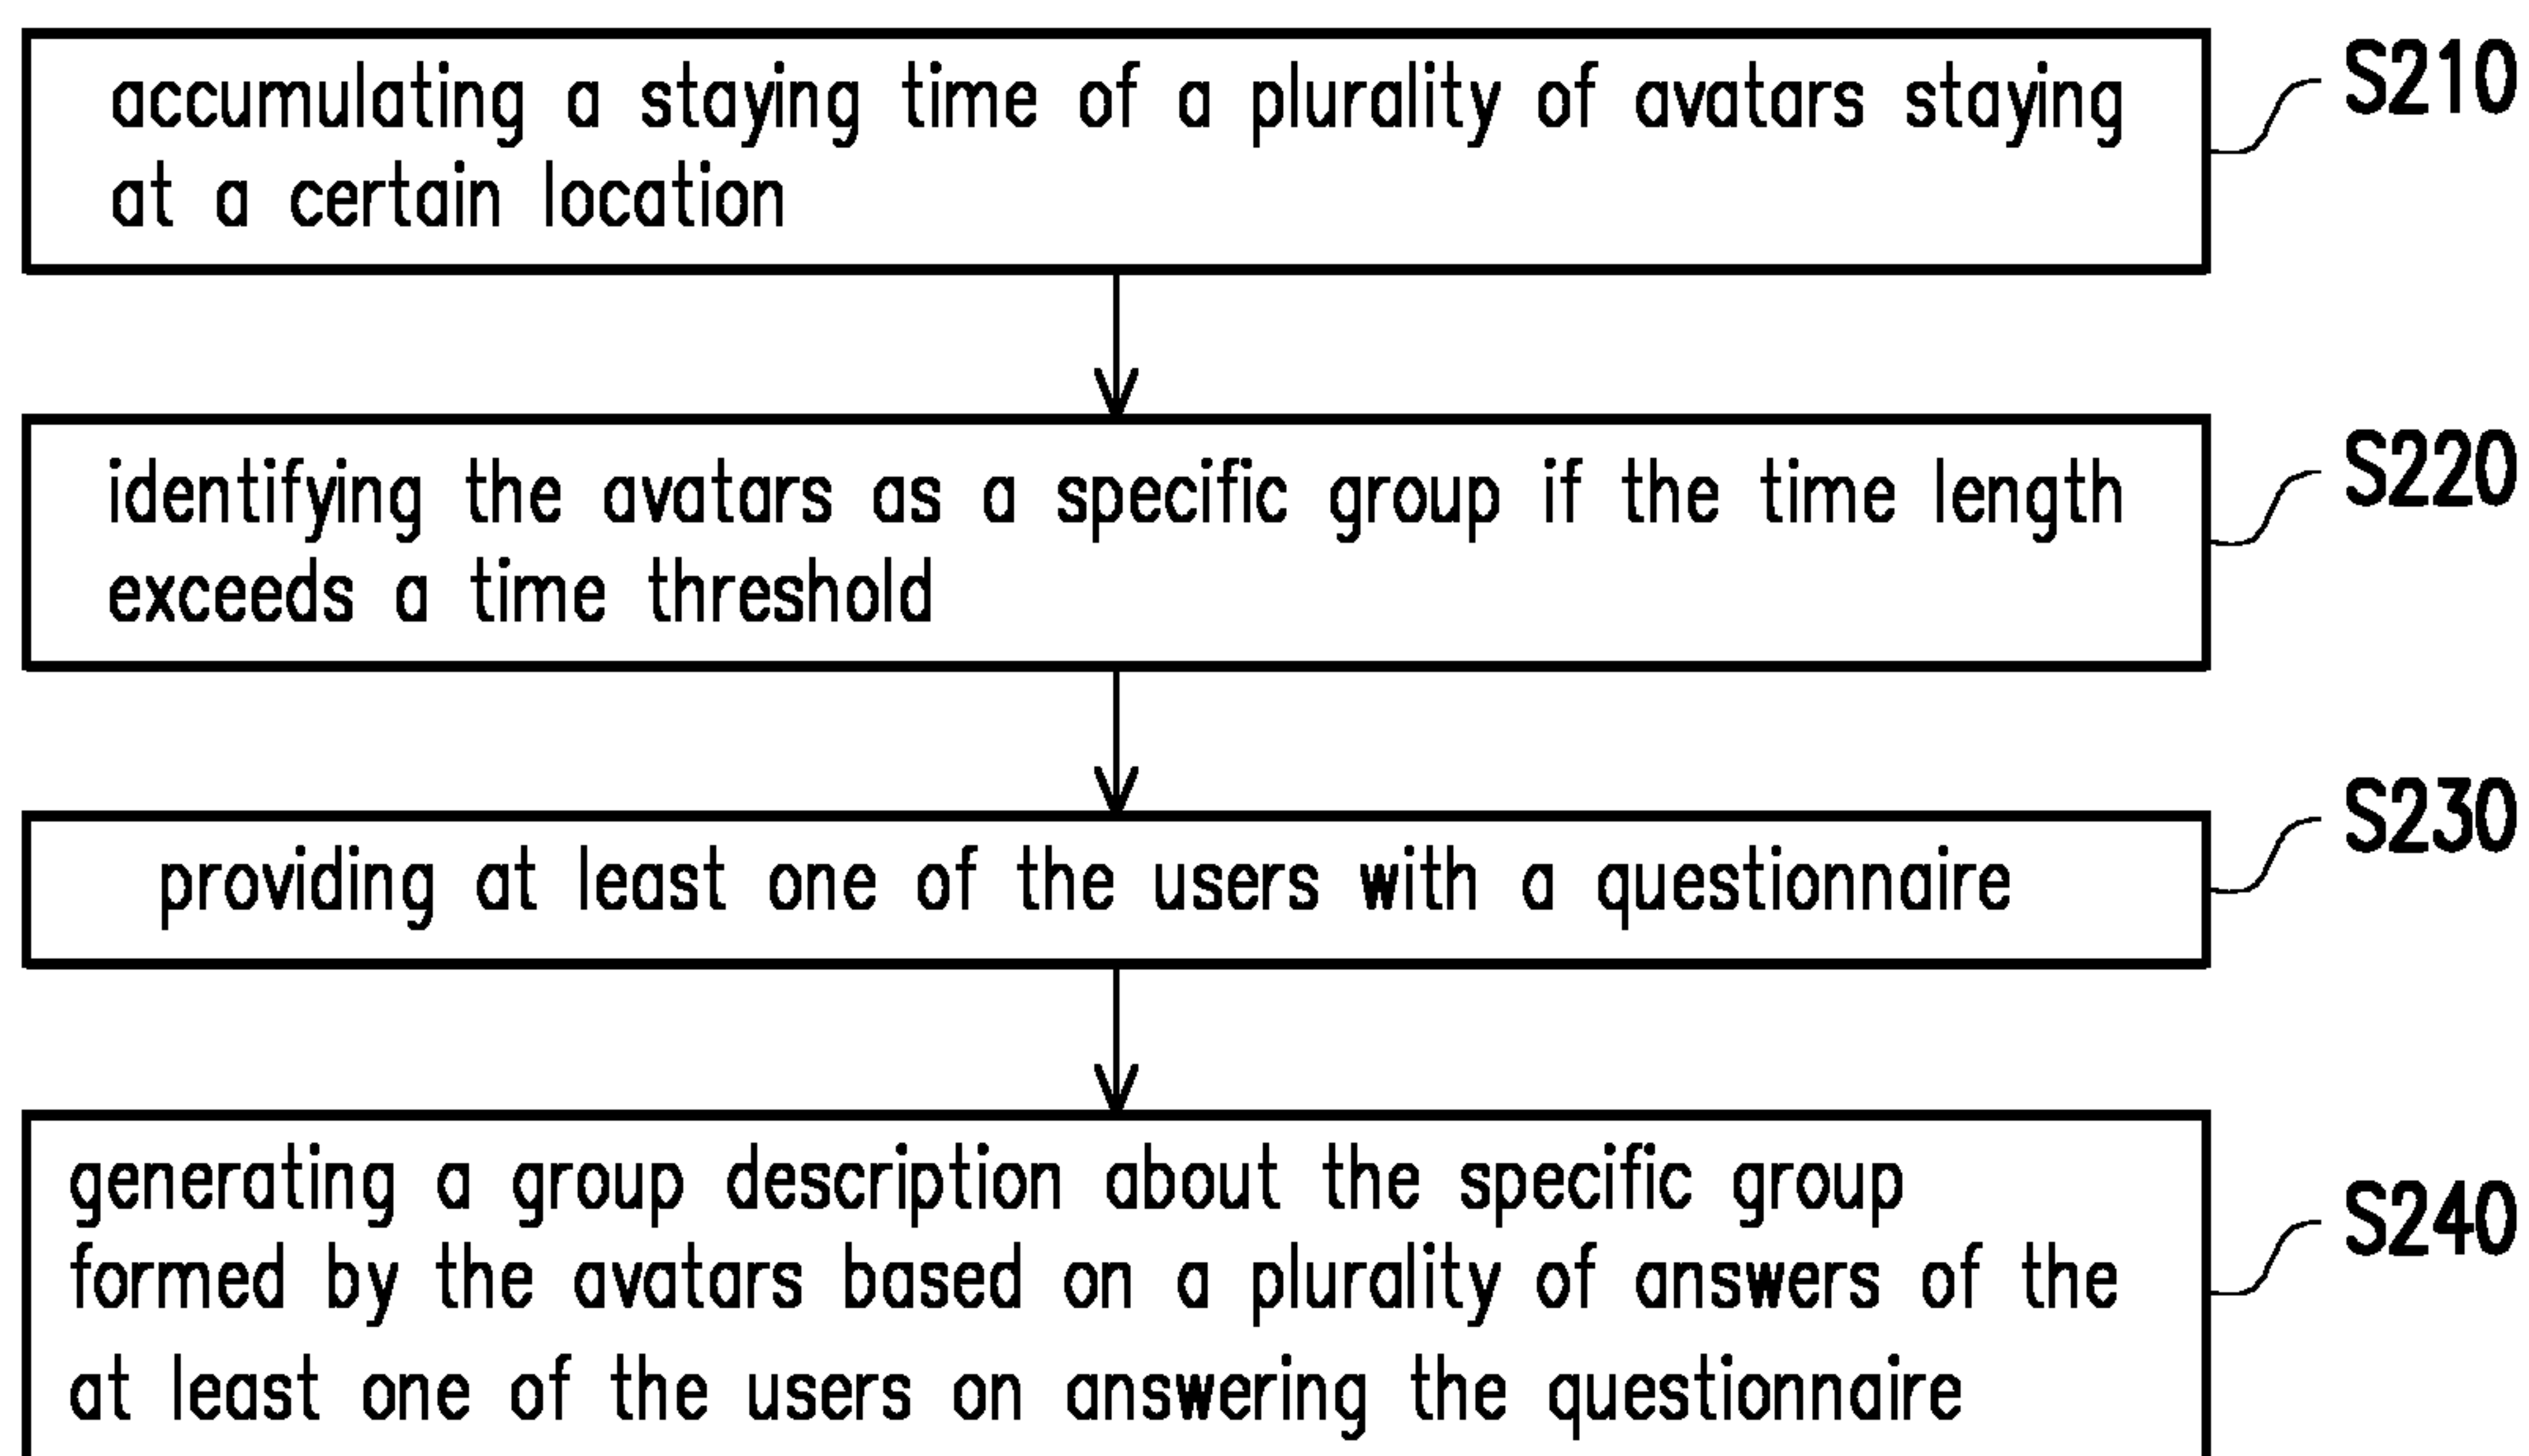 accumulating a staying time of a plurality of avatars staying
at a certain location
S210
identifying the avatars as a specific group if the time length
exceeds a time threshold
S220
providing at least one of the users with a questionnaire
S230
generating a group description about the specific group
formed by the avatars based on a plurality of answers of the
at least one of the users on answering the questionnaire
S240